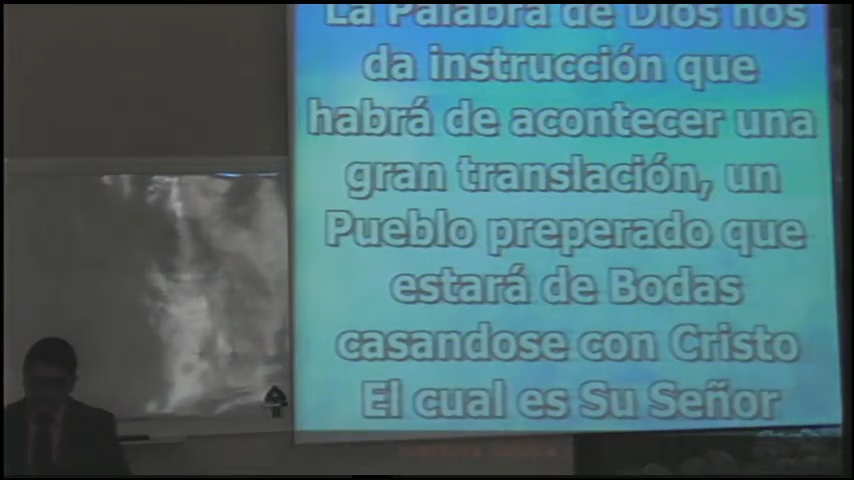 La Palabra de Dios nos
da instrucción que
habrá de acontecer una
gran translación, un
Pueblo preparado que
estará de Bodas
casandose con Cristo
El cual es Su Señor